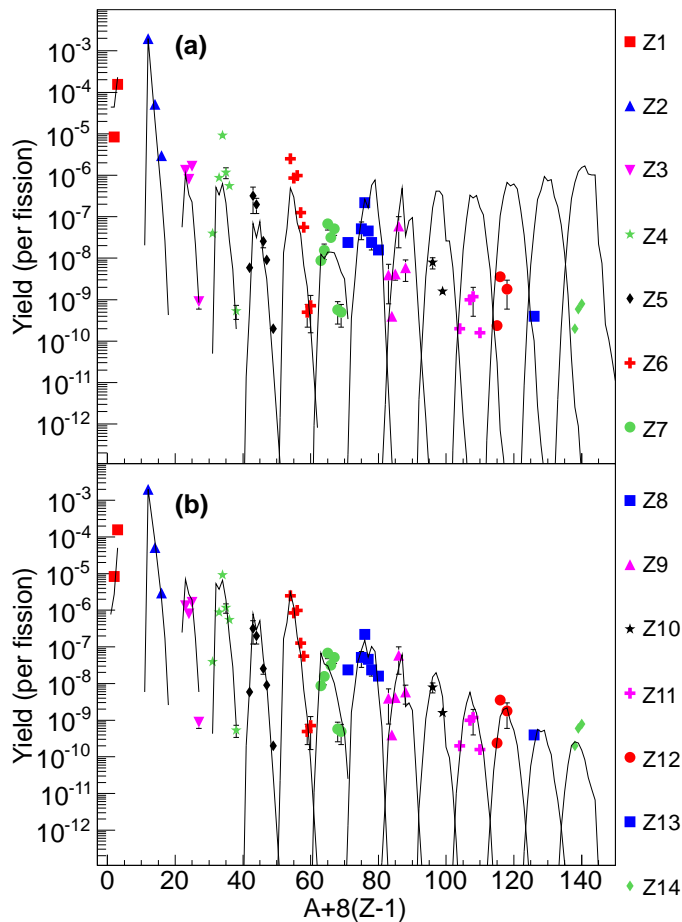 (a)
Yield (per fission)
10⁻³
10⁻⁴
10⁻⁵
10⁻⁶
10⁻⁷
10⁻⁸
10⁻⁹
10⁻¹⁰
10⁻¹¹
10⁻¹²
(b)
Yield (per fission)
10⁻³
10⁻⁴
10⁻⁵
10⁻⁶
10⁻⁷
10⁻⁸
10⁻⁹
10⁻¹⁰
10⁻¹¹
10⁻¹²
0 20 40 60 80 100 120 140
A+8(Z-1)
Z1
Z2
Z3
Z4
Z5
Z6
Z7
Z8
Z9
Z10
Z11
Z12
Z13
Z14